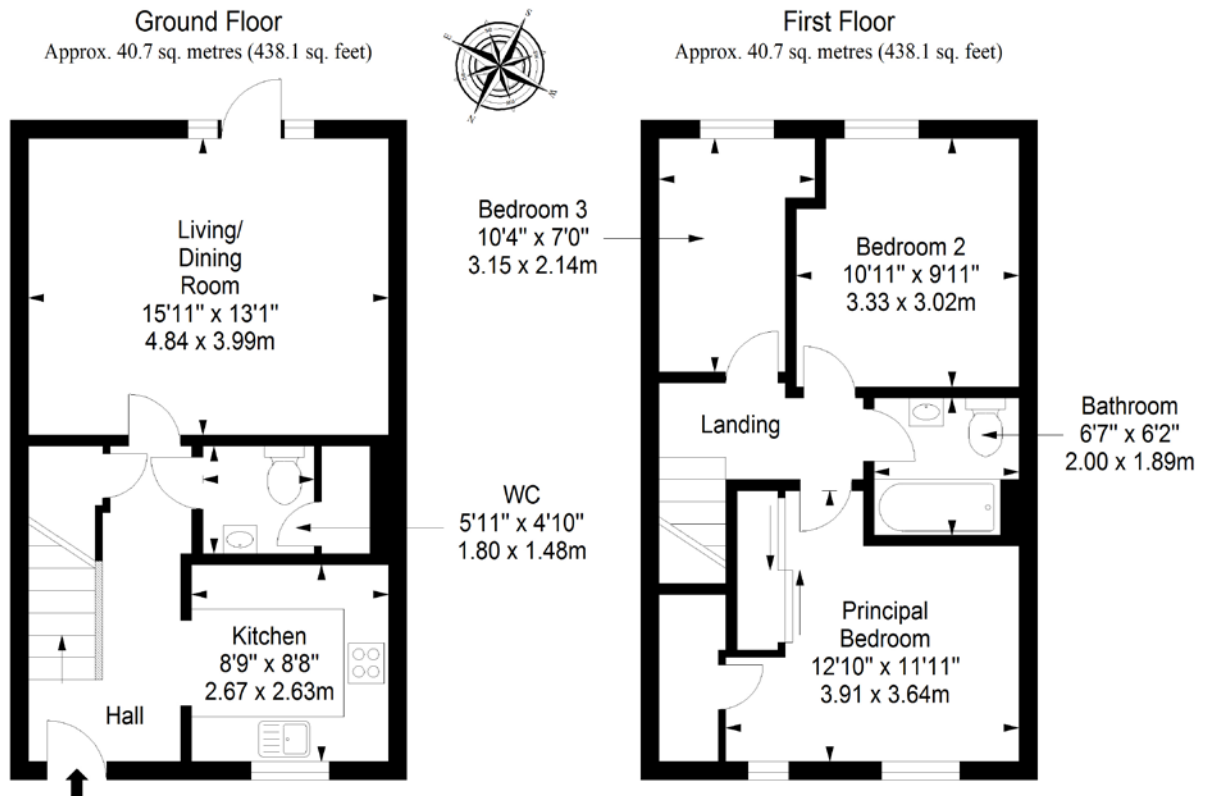 Ground Floor
Approx. 40.7 sq. metres (438.1 sq. feet)
Living/
Dining
Room
15'11" x 13'1"
4.84 x 3.99m
WC
5'11" x 4'10"
1.80 x 1.48m
Kitchen
8'9" x 8'8"
2.67 x 2.63m
Hall
S
E
W
N
First Floor
Approx. 40.7 sq. metres (438.1 sq. feet)
Bedroom 3
10'4" x 7'0"
3.15 x 2.14m
Bedroom 2
10'11" x 9'11"
3.33 x 3.02m
Landing
Bathroom
6'7" x 6'2"
2.00 x 1.89m
Principal
Bedroom
12'10" x 11'11"
3.91 x 3.64m